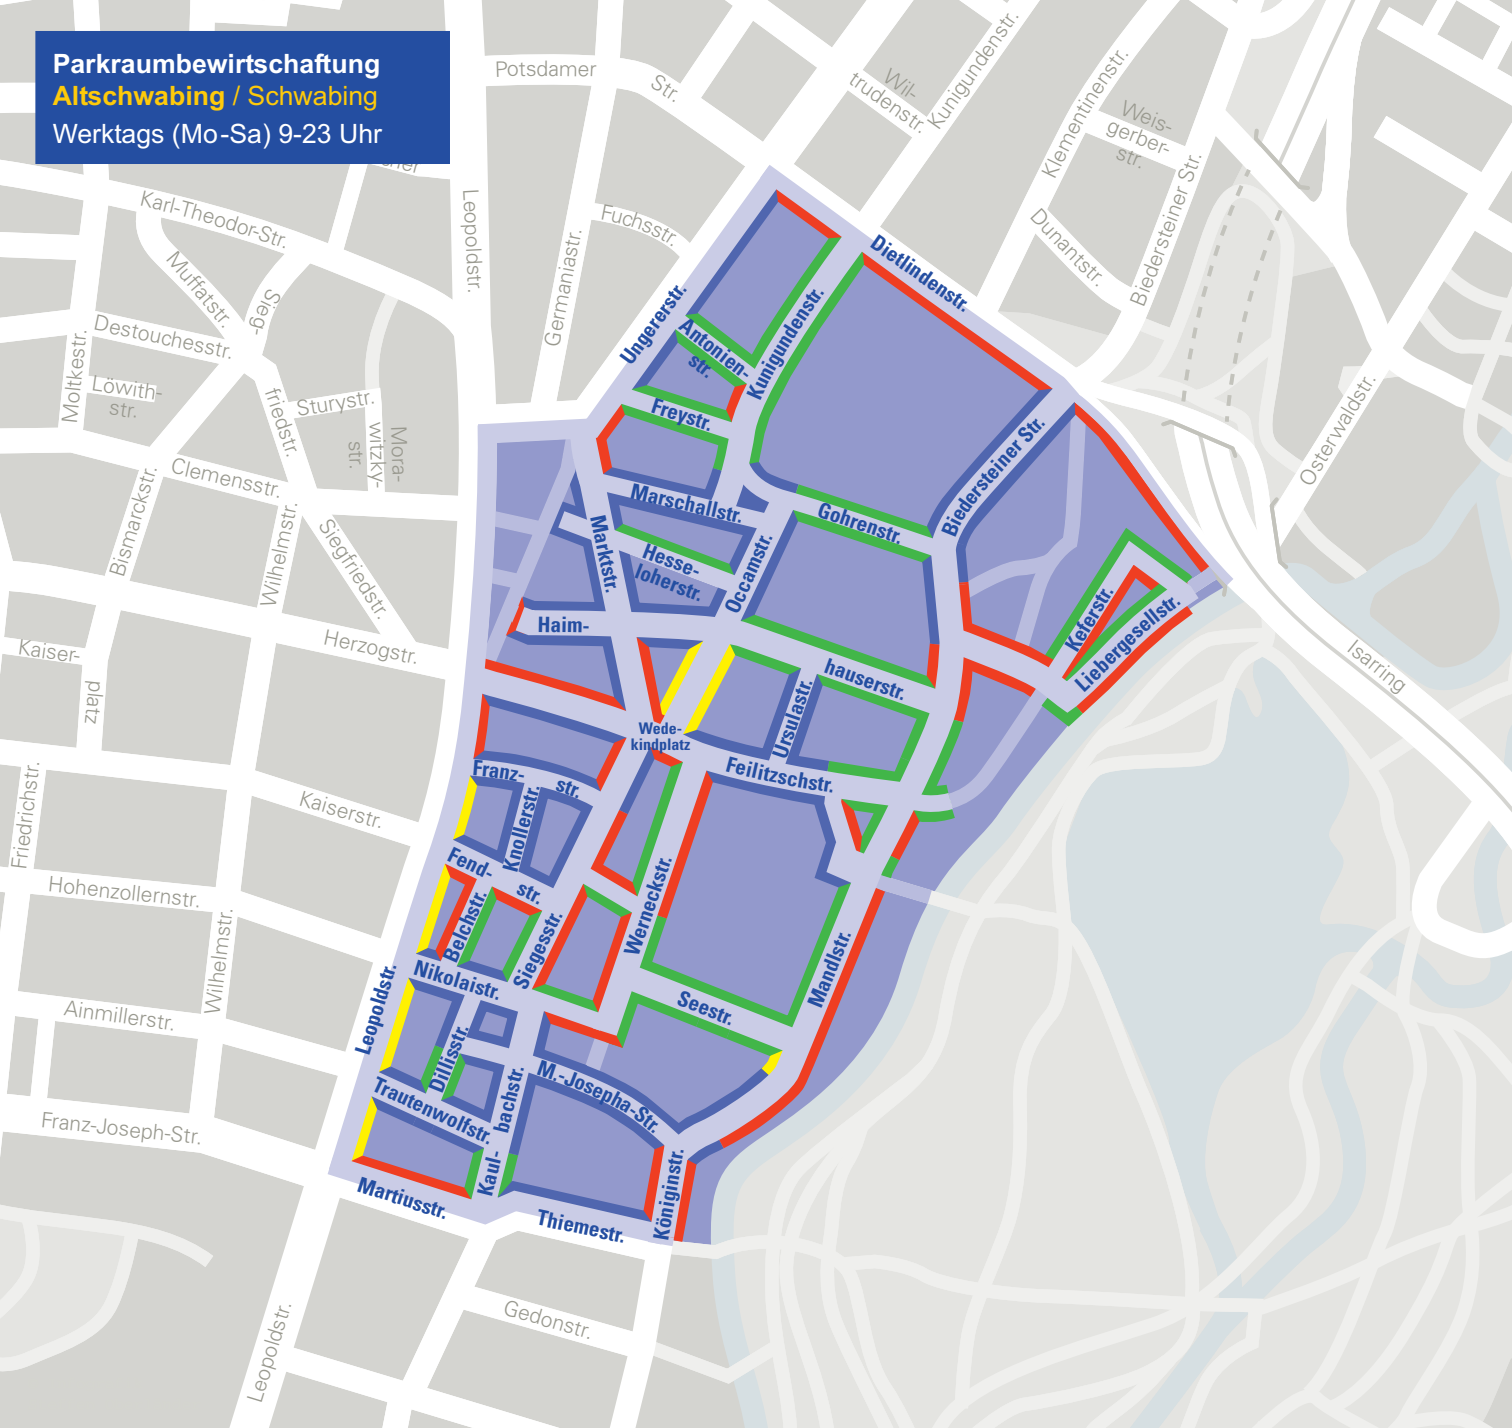 Parkraumbewirtschaftung
Altschwabing / Schwabing
Werktags (Mo-Sa) 9-23 Uhr
Potsdamer
Str.
Wil-
trudenstr.
Kunigundenstr.
Klementinenstr.
Weis-
gerber-
str.
Biedersteiner Str.
Dunantstr.
Karl-Theodor-Str.
Leopoldstr.
Fuchsstr.
Germaniastr.
Muffatstr.
Sieg-
friedstr.
Destouchesstr.
Moltkestr.
Löwith-
str.
Sturystr.
Mora-
witzky-
str.
Clemensstr.
Bismarckstr.
Wilhelmstr.
Siegfriedstr.
Herzogstr.
Kaiser-
platz
Friedrichstr.
Kaiserstr.
Hohenzollernstr.
Wilhelmstr.
Ainmillerstr.
Franz-Joseph-Str.
Leopoldstr.
Gedonstr.
Osterwaldstr.
Isarring
Dietlindenstr.
Ungererstr.
Kunigundenstr.
Antonien-
str.
Freystr.
Marschallstr.
Marktstr.
Hesse-
loherstr.
Occamstr.
Gohrenstr.
Biedersteiner Str.
Keferstr.
Liebergesellstr.
Haim-
hauserstr.
Ursulastr.
Wede-
kindplatz
Feilitzschstr.
Franz-
str.
Knollerstr.
Fend-
str.
Belchstr.
Siegesstr.
Werneckstr.
Mandlstr.
Nikolaistr.
Seestr.
Leopoldstr.
Dillisstr.
M.-Josepha-Str.
Trautenwolfstr.
Kaul-
bachstr.
Königinstr.
Martiusstr.
Thiemestr.